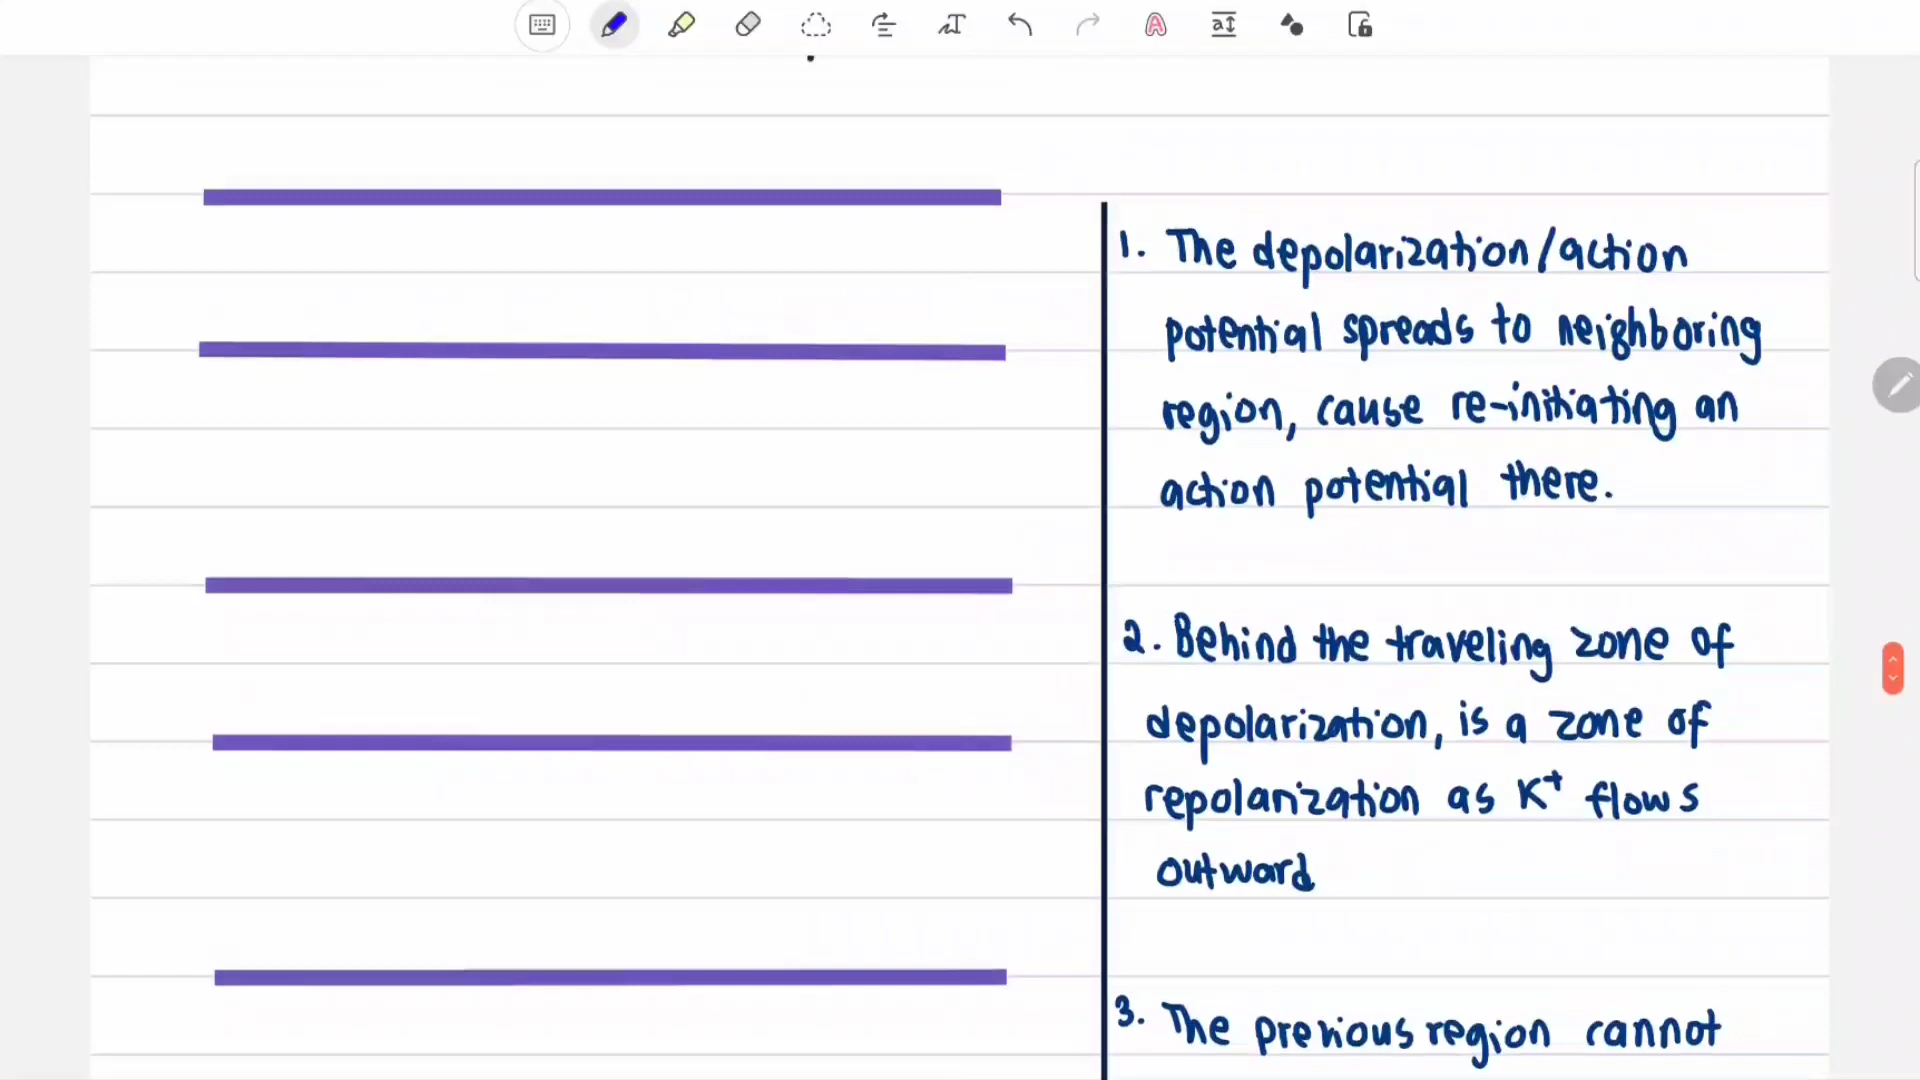 1. The depolarization/action
potential spreads to neighboring
region, cause re-initiating an
action potential there.
2. Behind the traveling zone of
depolarization, is a zone of
repolarization as K⁺ flows
outward
3. The previous region cannot